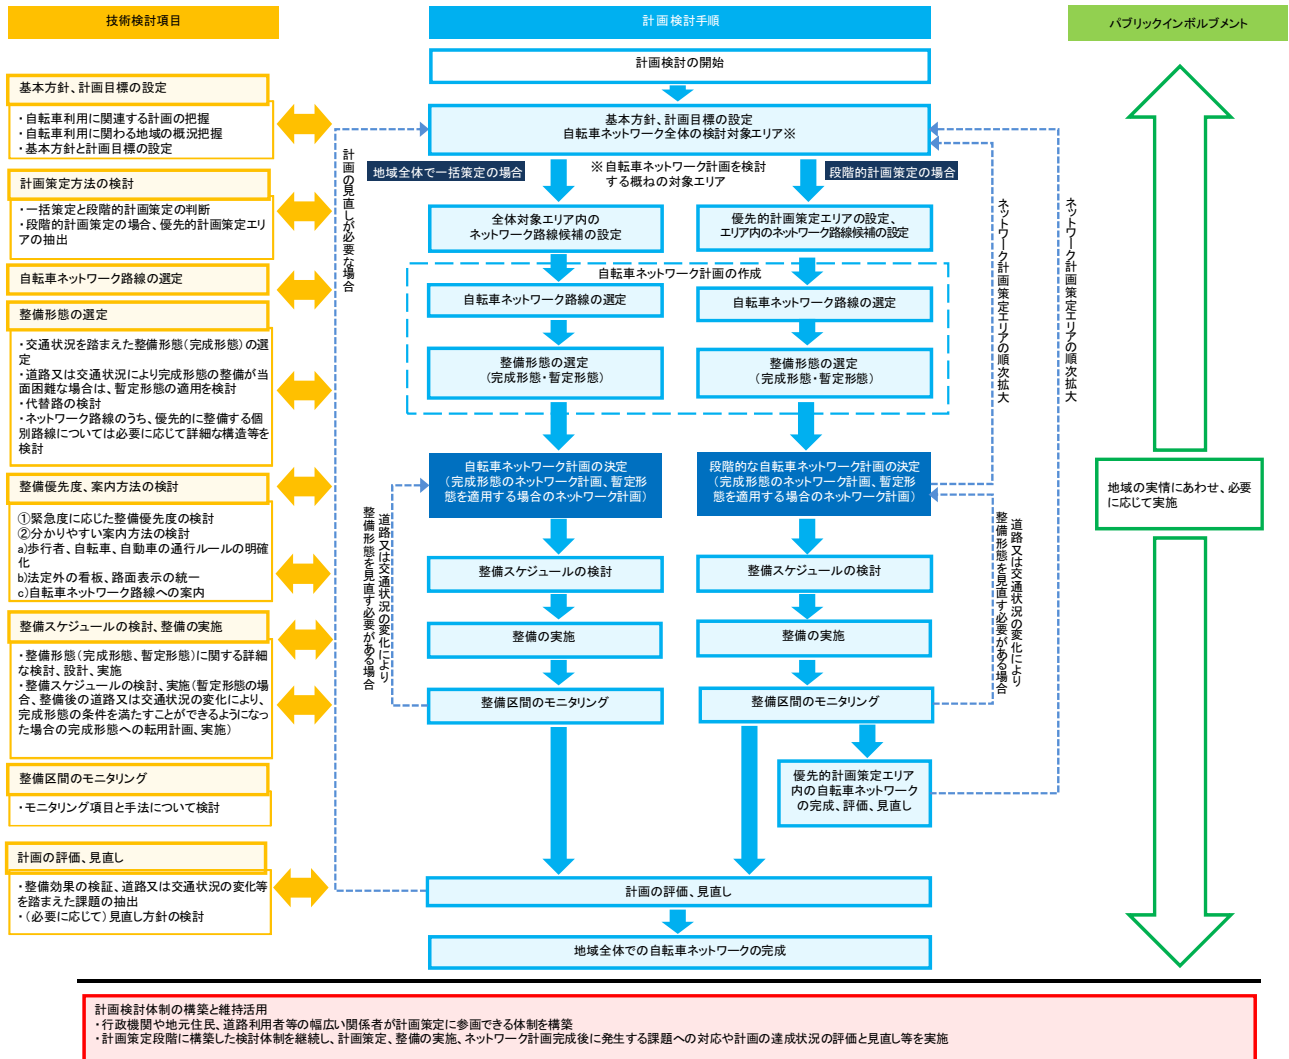 技術検討項目
計画検討手順
パブリックインボルブメント
基本方針、計画目標の設定
・自転車利用に関連する計画の把握
・自転車利用に関わる地域の概況把握
・基本方針と計画目標の設定
計画策定方法の検討
・一括策定と段階的計画策定の判断
・段階的計画策定の場合、優先的計画策定エリ
アの抽出
自転車ネットワーク路線の選定
整備形態の選定
・交通状況を踏まえた整備形態(完成形態)の選
定
・道路又は交通状況により完成形態の整備が当
面困難な場合は、暫定形態の適用を検討
・代替路の検討
・ネットワーク路線のうち、優先的に整備する個
別路線については必要に応じて詳細な構造等を
検討
整備優先度、案内方法の検討
①緊急度に応じた整備優先度の検討
②分かりやすい案内方法の検討
a)歩行者、自転車、自動車の通行ルールの明確
化
b)法定外の看板、路面表示の統一
c)自転車ネットワーク路線への案内
整備スケジュールの検討、整備の実施
・整備形態(完成形態、暫定形態)に関する詳細
な検討、設計、実施
・整備スケジュールの検討、実施(暫定形態の場
合、整備後の道路又は交通状況の変化により、
完成形態の条件を満たすことができるようになっ
た場合の完成形態への転用計画、実施)
整備区間のモニタリング
・モニタリング項目と手法について検討
計画の評価、見直し
・整備効果の検証、道路又は交通状況の変化等
を踏まえた課題の抽出
・(必要に応じて)見直し方針の検討
計画の見直しが必要な場合
計画検討の開始
基本方針、計画目標の設定
自転車ネットワーク全体の検討対象エリア※
地域全体で一括策定の場合
※自転車ネットワーク計画を検討
する概ねの対象エリア
段階的計画策定の場合
全体対象エリア内の
ネットワーク路線候補の設定
優先的計画策定エリアの設定、
エリア内のネットワーク路線候補の設定
自転車ネットワーク計画の作成
自転車ネットワーク路線の選定
自転車ネットワーク路線の選定
整備形態の選定
(完成形態・暫定形態)
整備形態の選定
(完成形態・暫定形態)
自転車ネットワーク計画の決定
(完成形態のネットワーク計画、暫定形
態を適用する場合のネットワーク計画)
段階的な自転車ネットワーク計画の決定
(完成形態のネットワーク計画、暫定形
態を適用する場合のネットワーク計画)
道路又は交通状況の変化により
整備形態を見直す必要がある場合
整備スケジュールの検討
整備スケジュールの検討
整備の実施
整備の実施
整備区間のモニタリング
整備区間のモニタリング
道路又は交通状況の変化により
整備形態を見直す必要がある場合
優先的計画策定エリア
内の自転車ネットワーク
の完成、評価、見直し
ネットワーク計画策定エリアの順次拡大
ネットワーク計画策定エリアの順次拡大
計画の評価、見直し
地域全体での自転車ネットワークの完成
地域の実情にあわせ、必要
に応じて実施
計画検討体制の構築と維持活用
・行政機関や地元住民、道路利用者等の幅広い関係者が計画策定に参画できる体制を構築
・計画策定段階に構築した検討体制を継続し、計画策定、整備の実施、ネットワーク計画完成後に発生する課題への対応や計画の達成状況の評価と見直し等を実施